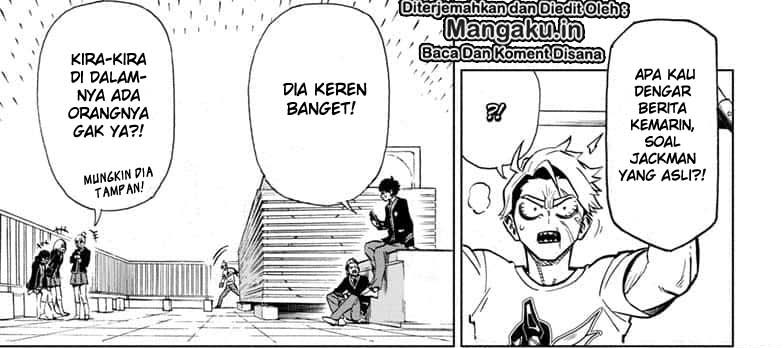 Diterjemahkan dan Diedit Oleh :
Mangaku.in
Baca Dan Koment Disana
KIRA-KIRA
DI DALAM-
NYA ADA
ORANGNYA
GAK YA?!
MUNGKIN DIA
TAMPAN!
DIA KEREN
BANGET!
?!
APA KAU
DENGAR
BERITA
KEMARIN,
SOAL
JACKMAN
YANG ASLI?!